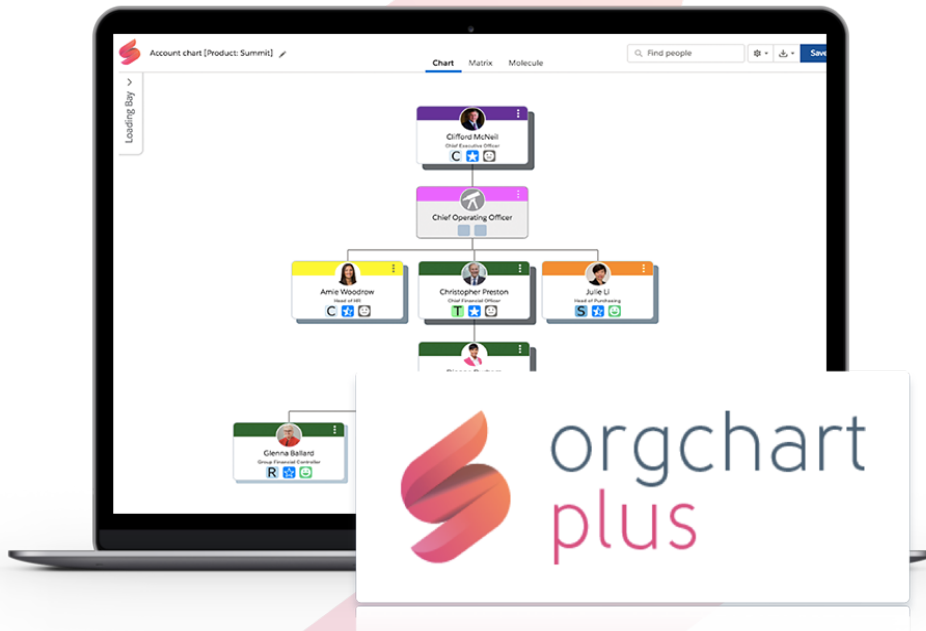 Account chart [Product: Summit]
Find people
Save
Chart Matrix Molecule
Loading Bay
Clifford McNeil
Chief Executive Officer
C
Chief Operating Officer
Amie Woodrow
Head of HR
C
Christopher Preston
Chief Financial Officer
T
Julie Li
Head of Purchasing
S
Glenna Ballard
Group Financial Controller
R
orgchart
plus